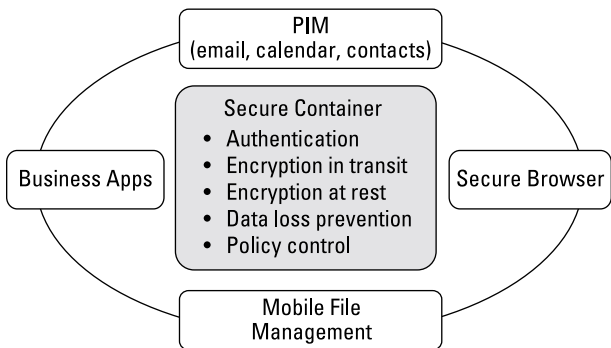 PIM
(email, calendar, contacts)
Secure Container
• Authentication
• Encryption in transit
• Encryption at rest
• Data loss prevention
• Policy control
Business Apps
Secure Browser
Mobile File
Management